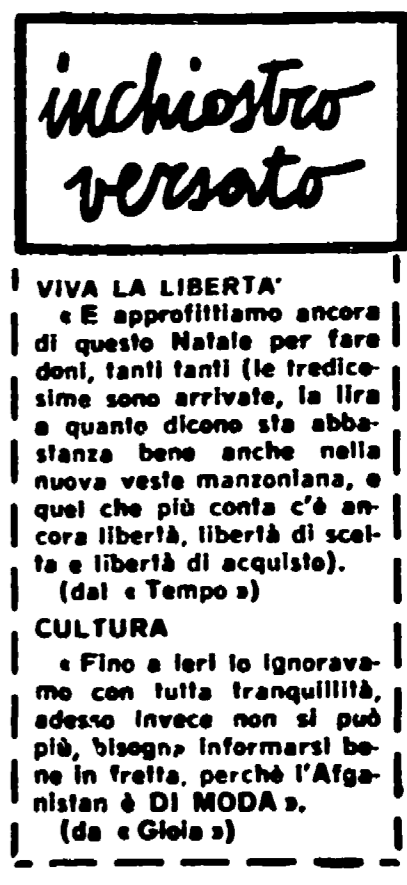 inchiostro
versato
VIVA LA LIBERTA'
« E approfittiamo ancora
di questo Natale per fare
doni, tanti tanti (le tredice-
sime sono arrivate, la lira
a quanto dicono sta abba-
stanza bene anche nella
nuova veste manzoniana, e
quel che più conta c'è an-
cora libertà, libertà di scel-
ta e libertà di acquisto).
(dal « Tempo »)
CULTURA
« Fino a ieri lo ignorava-
mo con tutta tranquillità,
adesso invece non si può
più, bisogna informarsi be-
ne in fretta, perchè l'Afga-
nistan è DI MODA ».
(da « Gioia »)